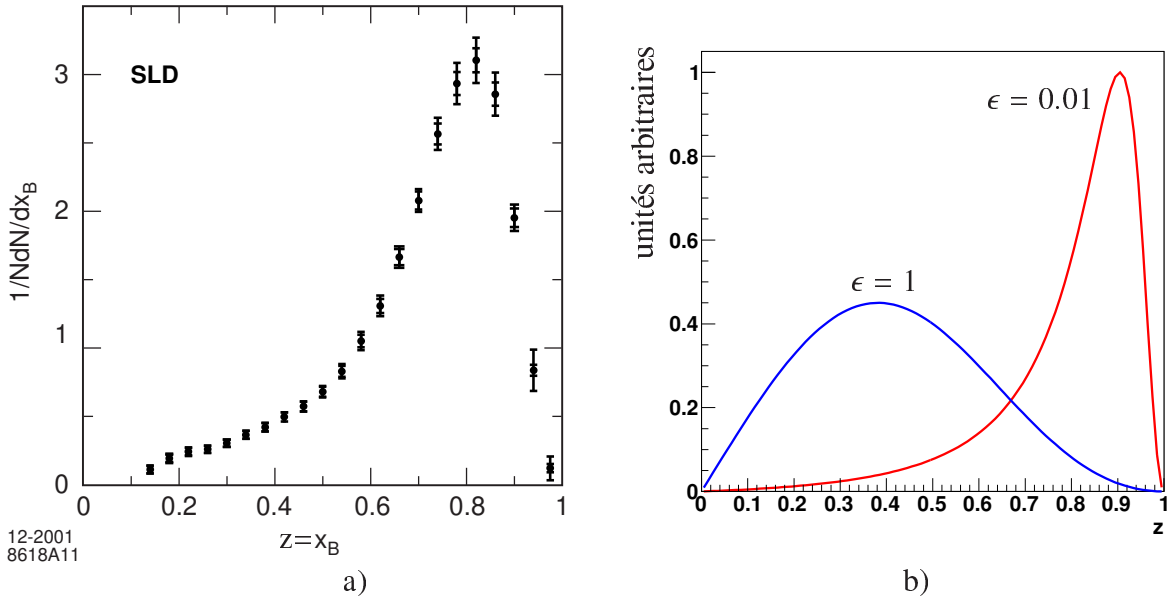 SLD
1/NdN/dx_B
3
2
1
0
0
0.2
0.4
0.6
0.8
1
z=x_B
12-2001
8618A11
a)
unités arbitraires
1
0.8
0.6
0.4
0.2
0
ϵ = 0.01
ϵ = 1
0 0.1 0.2 0.3 0.4 0.5 0.6 0.7 0.8 0.9 1
z
b)